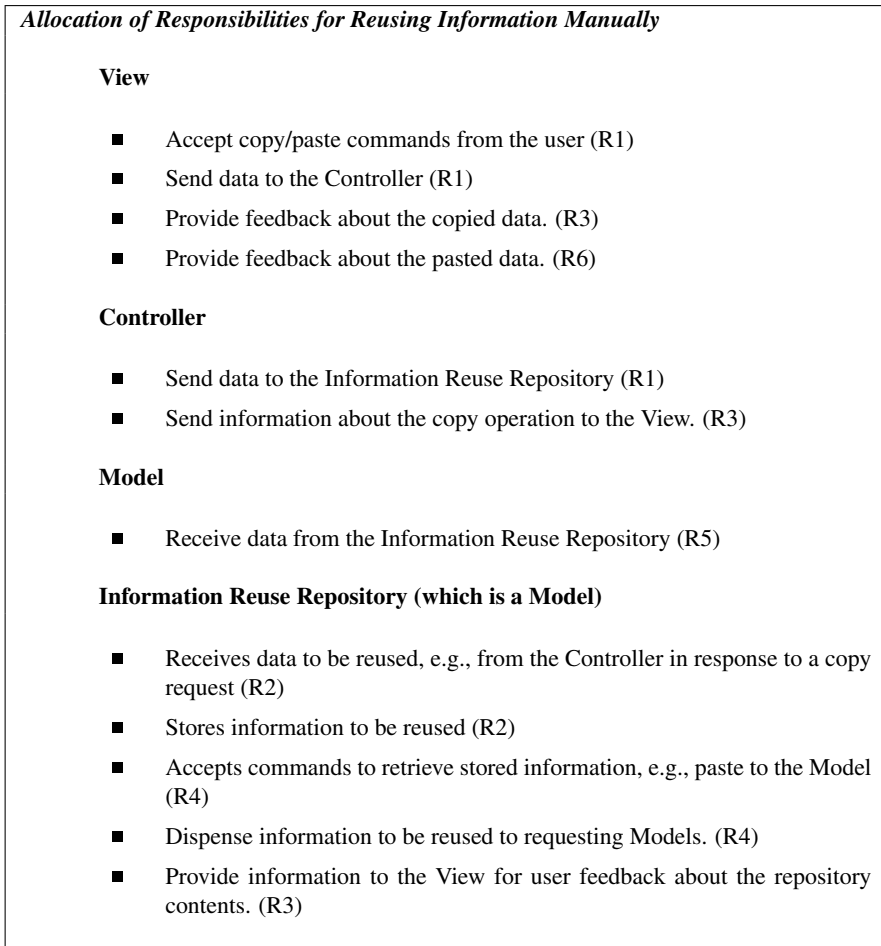 Allocation of Responsibilities for Reusing Information Manually
View
■ Accept copy/paste commands from the user (R1)
■ Send data to the Controller (R1)
■ Provide feedback about the copied data. (R3)
■ Provide feedback about the pasted data. (R6)
Controller
■ Send data to the Information Reuse Repository (R1)
■ Send information about the copy operation to the View. (R3)
Model
■ Receive data from the Information Reuse Repository (R5)
Information Reuse Repository (which is a Model)
■ Receives data to be reused, e.g., from the Controller in response to a copy
request (R2)
■ Stores information to be reused (R2)
■ Accepts commands to retrieve stored information, e.g., paste to the Model
(R4)
■ Dispense information to be reused to requesting Models. (R4)
■ Provide information to the View for user feedback about the repository
contents. (R3)